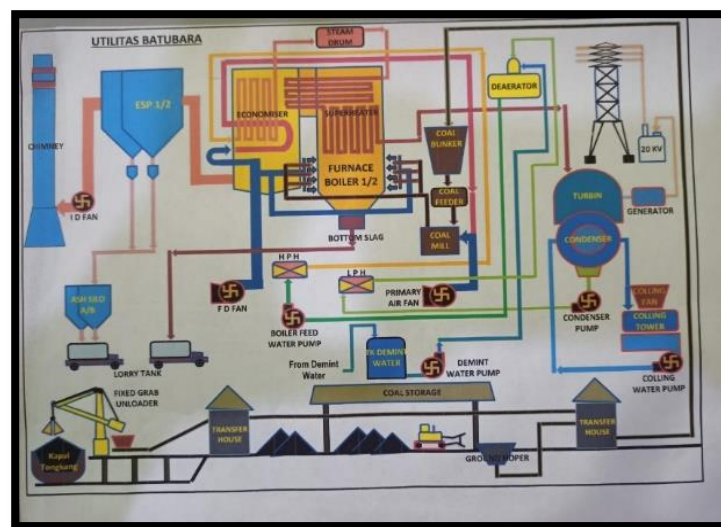 UTILITAS BATUBARA
STEAM
DRUM
ESP 1/2
ECONOMISER
SUPERHEATER
DEAERATOR
COAL
BUNKER
20 KV
CHIMNEY
FURNACE
BOILER 1/2
COAL
FEEDER
TURBIN
GENERATOR
I D FAN
COAL
MILL
CONDENSER
BOTTOM SLAG
H P H
L P H
COLLING
FAN
ASH SILO
A/B
F D FAN
PRIMARY
AIR FAN
COLLING
TOWER
BOILER FEED
WATER PUMP
CONDENSER
PUMP
LORRY TANK
From Demint
Water
TK DEMINT
WATER
DEMINT
WATER PUMP
COLLING
WATER PUMP
FIXED GRAB
UNLOADER
COAL STORAGE
TRANSFER
HOUSE
TRANSFER
HOUSE
Kapal
Tongkang
GROUND HOPER